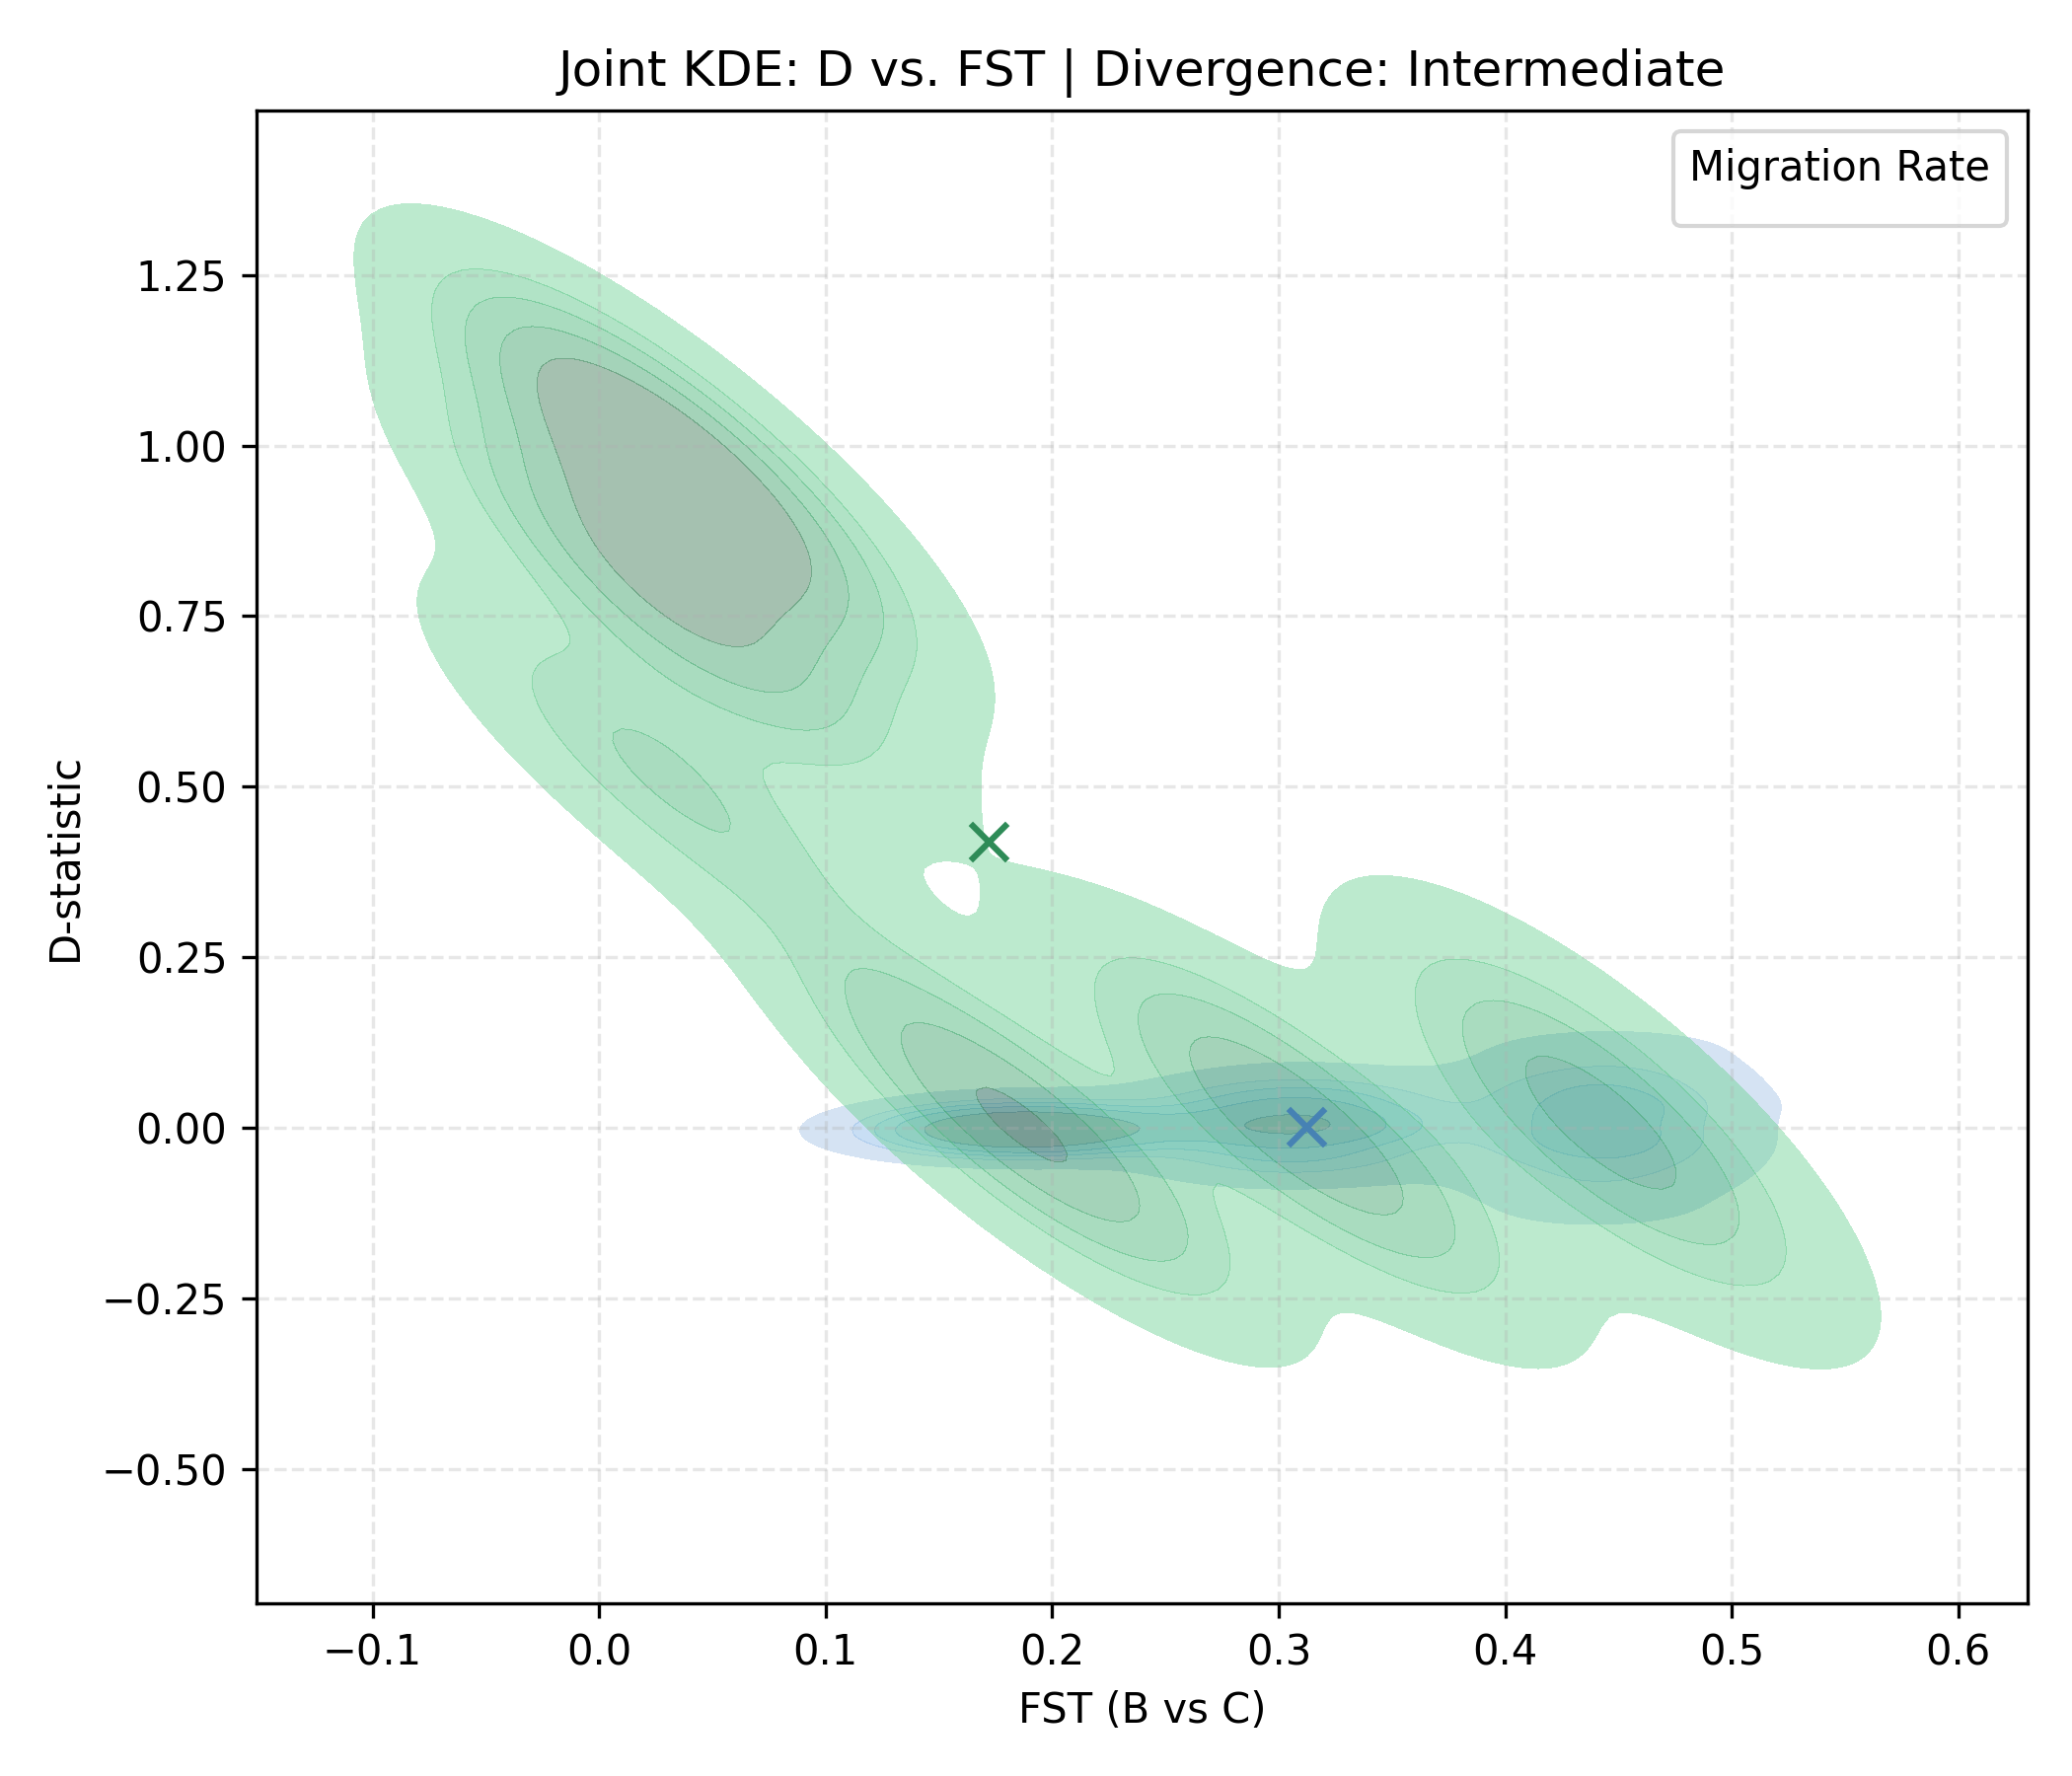 Joint KDE: D vs. FST | Divergence: Intermediate
Migration Rate
D-statistic
1.25
1.00
0.75
0.50
0.25
0.00
−0.25
−0.50
−0.1 0.0 0.1 0.2 0.3 0.4 0.5 0.6
FST (B vs C)